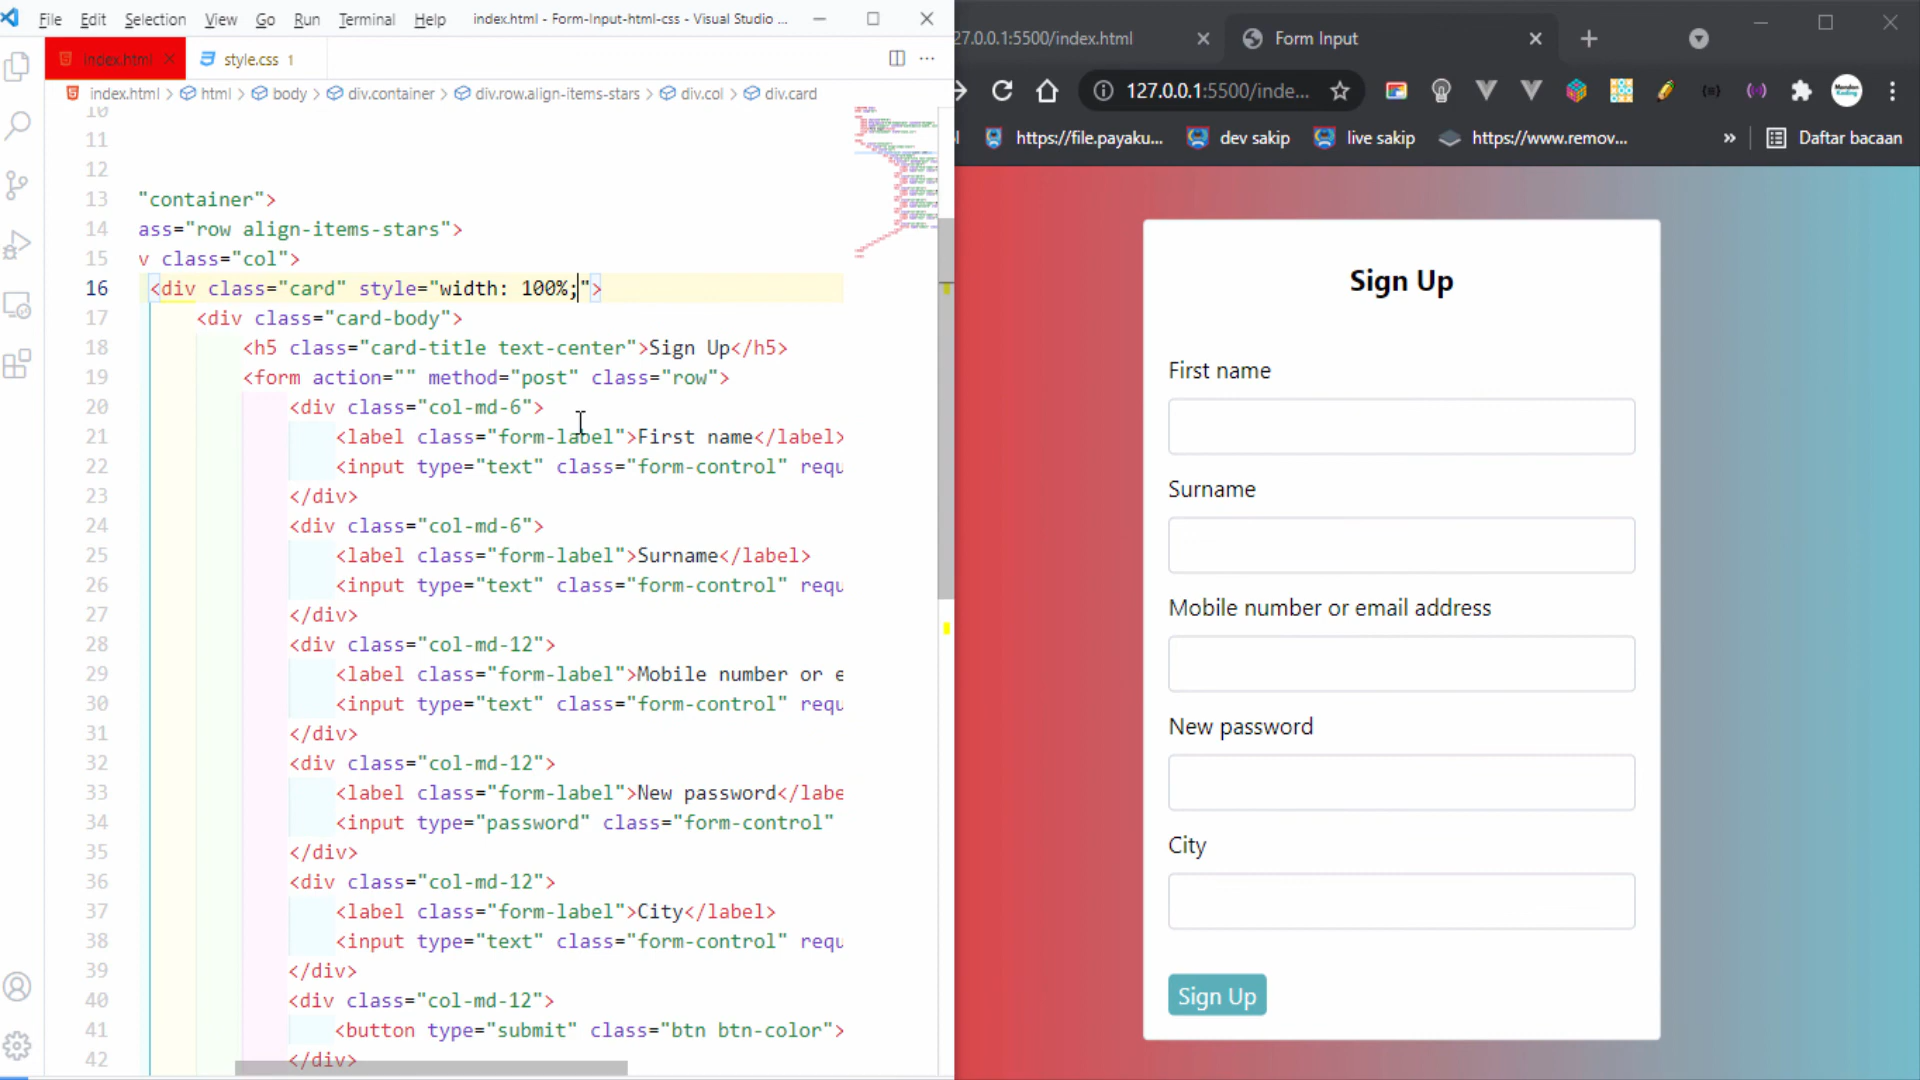 File Edit Selection View Go Run Terminal Help index.html - Form-Input-html-css - Visual Studio ...
index.html
style.css 1
index.html > html > body > div.container > div.row.align-items-stars > div.col > div.card
10
11
12
13 "container">
14 ass="row align-items-stars">
15 v class="col">
16 <div class="card" style="width: 100%;">
17 <div class="card-body">
18 <h5 class="card-title text-center">Sign Up</h5>
19 <form action="" method="post" class="row">
20 <div class="col-md-6">
21 <label class="form-label">First name</label>
22 <input type="text" class="form-control" requ
23 </div>
24 <div class="col-md-6">
25 <label class="form-label">Surname</label>
26 <input type="text" class="form-control" requ
27 </div>
28 <div class="col-md-12">
29 <label class="form-label">Mobile number or e
30 <input type="text" class="form-control" requ
31 </div>
32 <div class="col-md-12">
33 <label class="form-label">New password</labe
34 <input type="password" class="form-control"
35 </div>
36 <div class="col-md-12">
37 <label class="form-label">City</label>
38 <input type="text" class="form-control" requ
39 </div>
40 <div class="col-md-12">
41 <button type="submit" class="btn btn-color">
42 </div>
27.0.0.1:5500/index.html
Form Input
127.0.0.1:5500/inde...
https://file.payaku... dev sakip live sakip https://www.remov... » Daftar bacaan
Sign Up
First name
Surname
Mobile number or email address
New password
City
Sign Up